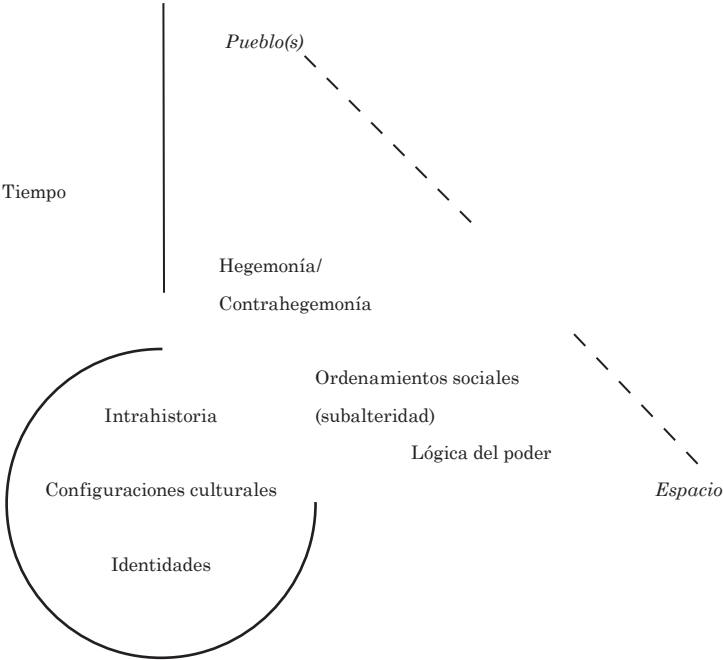 Pueblo(s)
Tiempo
Hegemonía/
Contrahegemonía
Ordenamientos sociales
(subalteridad)
Intrahistoria
Lógica del poder
Configuraciones culturales
Espacio
Identidades